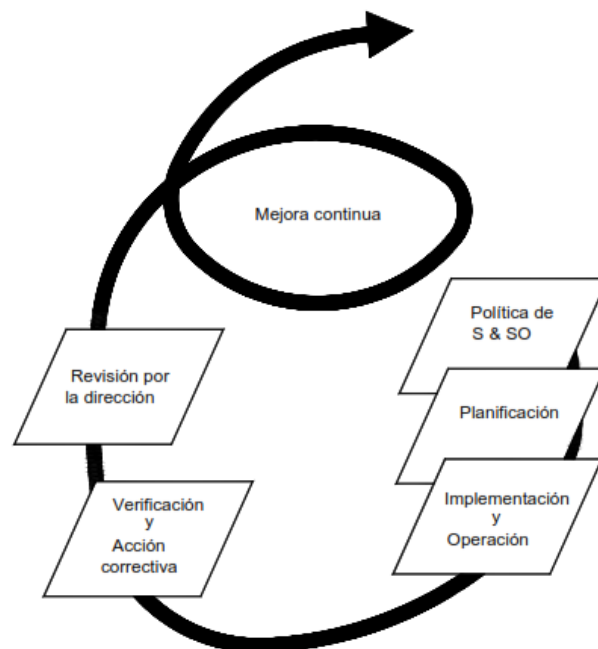 Mejora continua
Política de
S & SO
Planificación
Implementación
y
Operación
Verificación
y
Acción
correctiva
Revisión por
la dirección